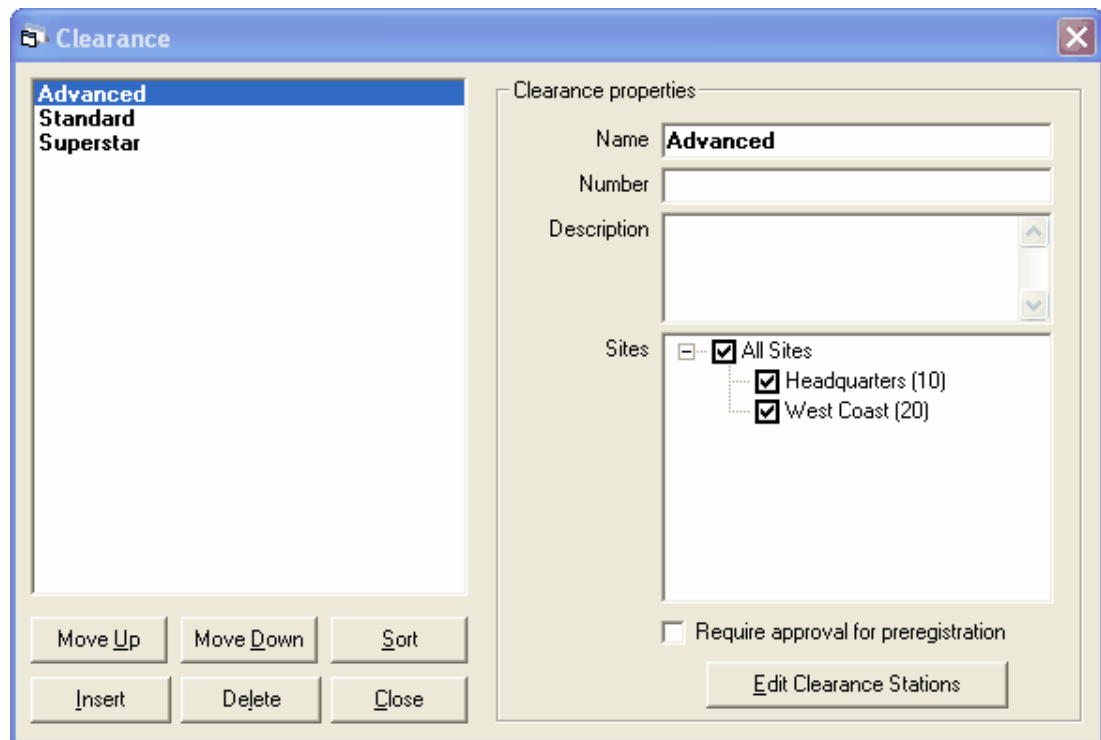 Clearance
Advanced
Standard
Superstar
Move Up
Move Down
Sort
Insert
Delete
Close
Clearance properties
Name
Advanced
Number
Description
Sites
All Sites
Headquarters (10)
West Coast (20)
Require approval for preregistration
Edit Clearance Stations